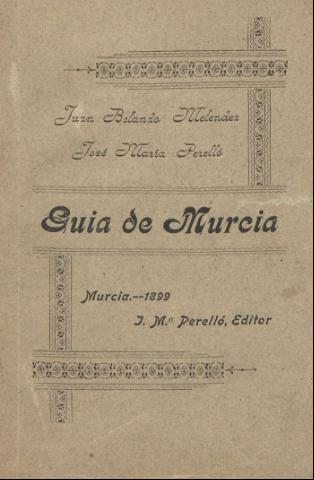 Juan Belando Melendez
José María Perelló
Guia de Murcia
Murcia.--1899
J. M.ª Perelló, Editor